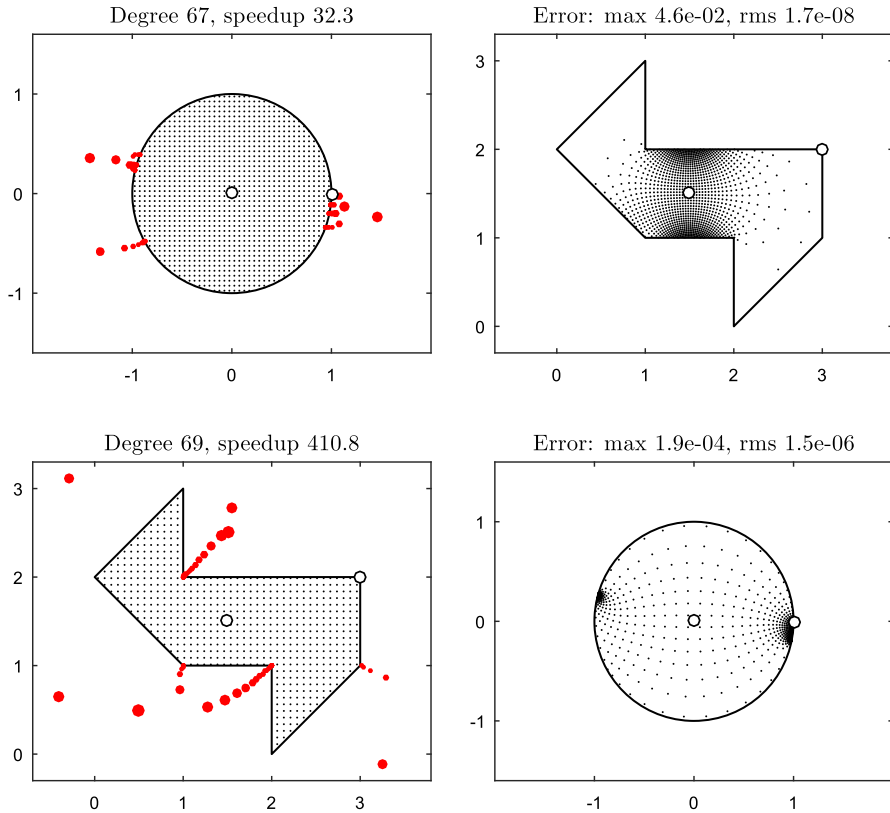 Degree 67, speedup 32.3
1
0
-1
-1 0 1
Error: max 4.6e-02, rms 1.7e-08
3
2
1
0
0 1 2 3
Degree 69, speedup 410.8
3
2
1
0
0 1 2 3
Error: max 1.9e-04, rms 1.5e-06
1
0
-1
-1 0 1